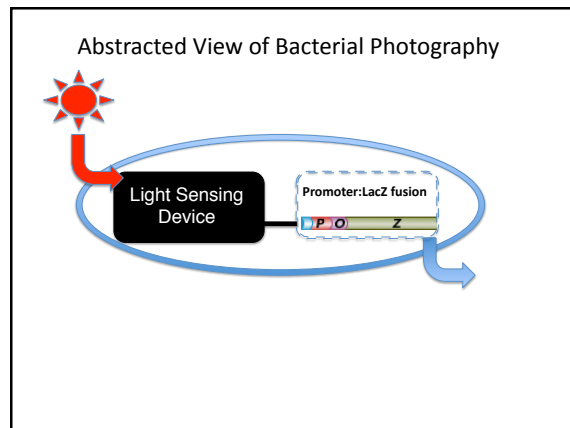 Abstracted View of Bacterial Photography
Light Sensing
Device
Promoter:LacZ fusion
P O Z